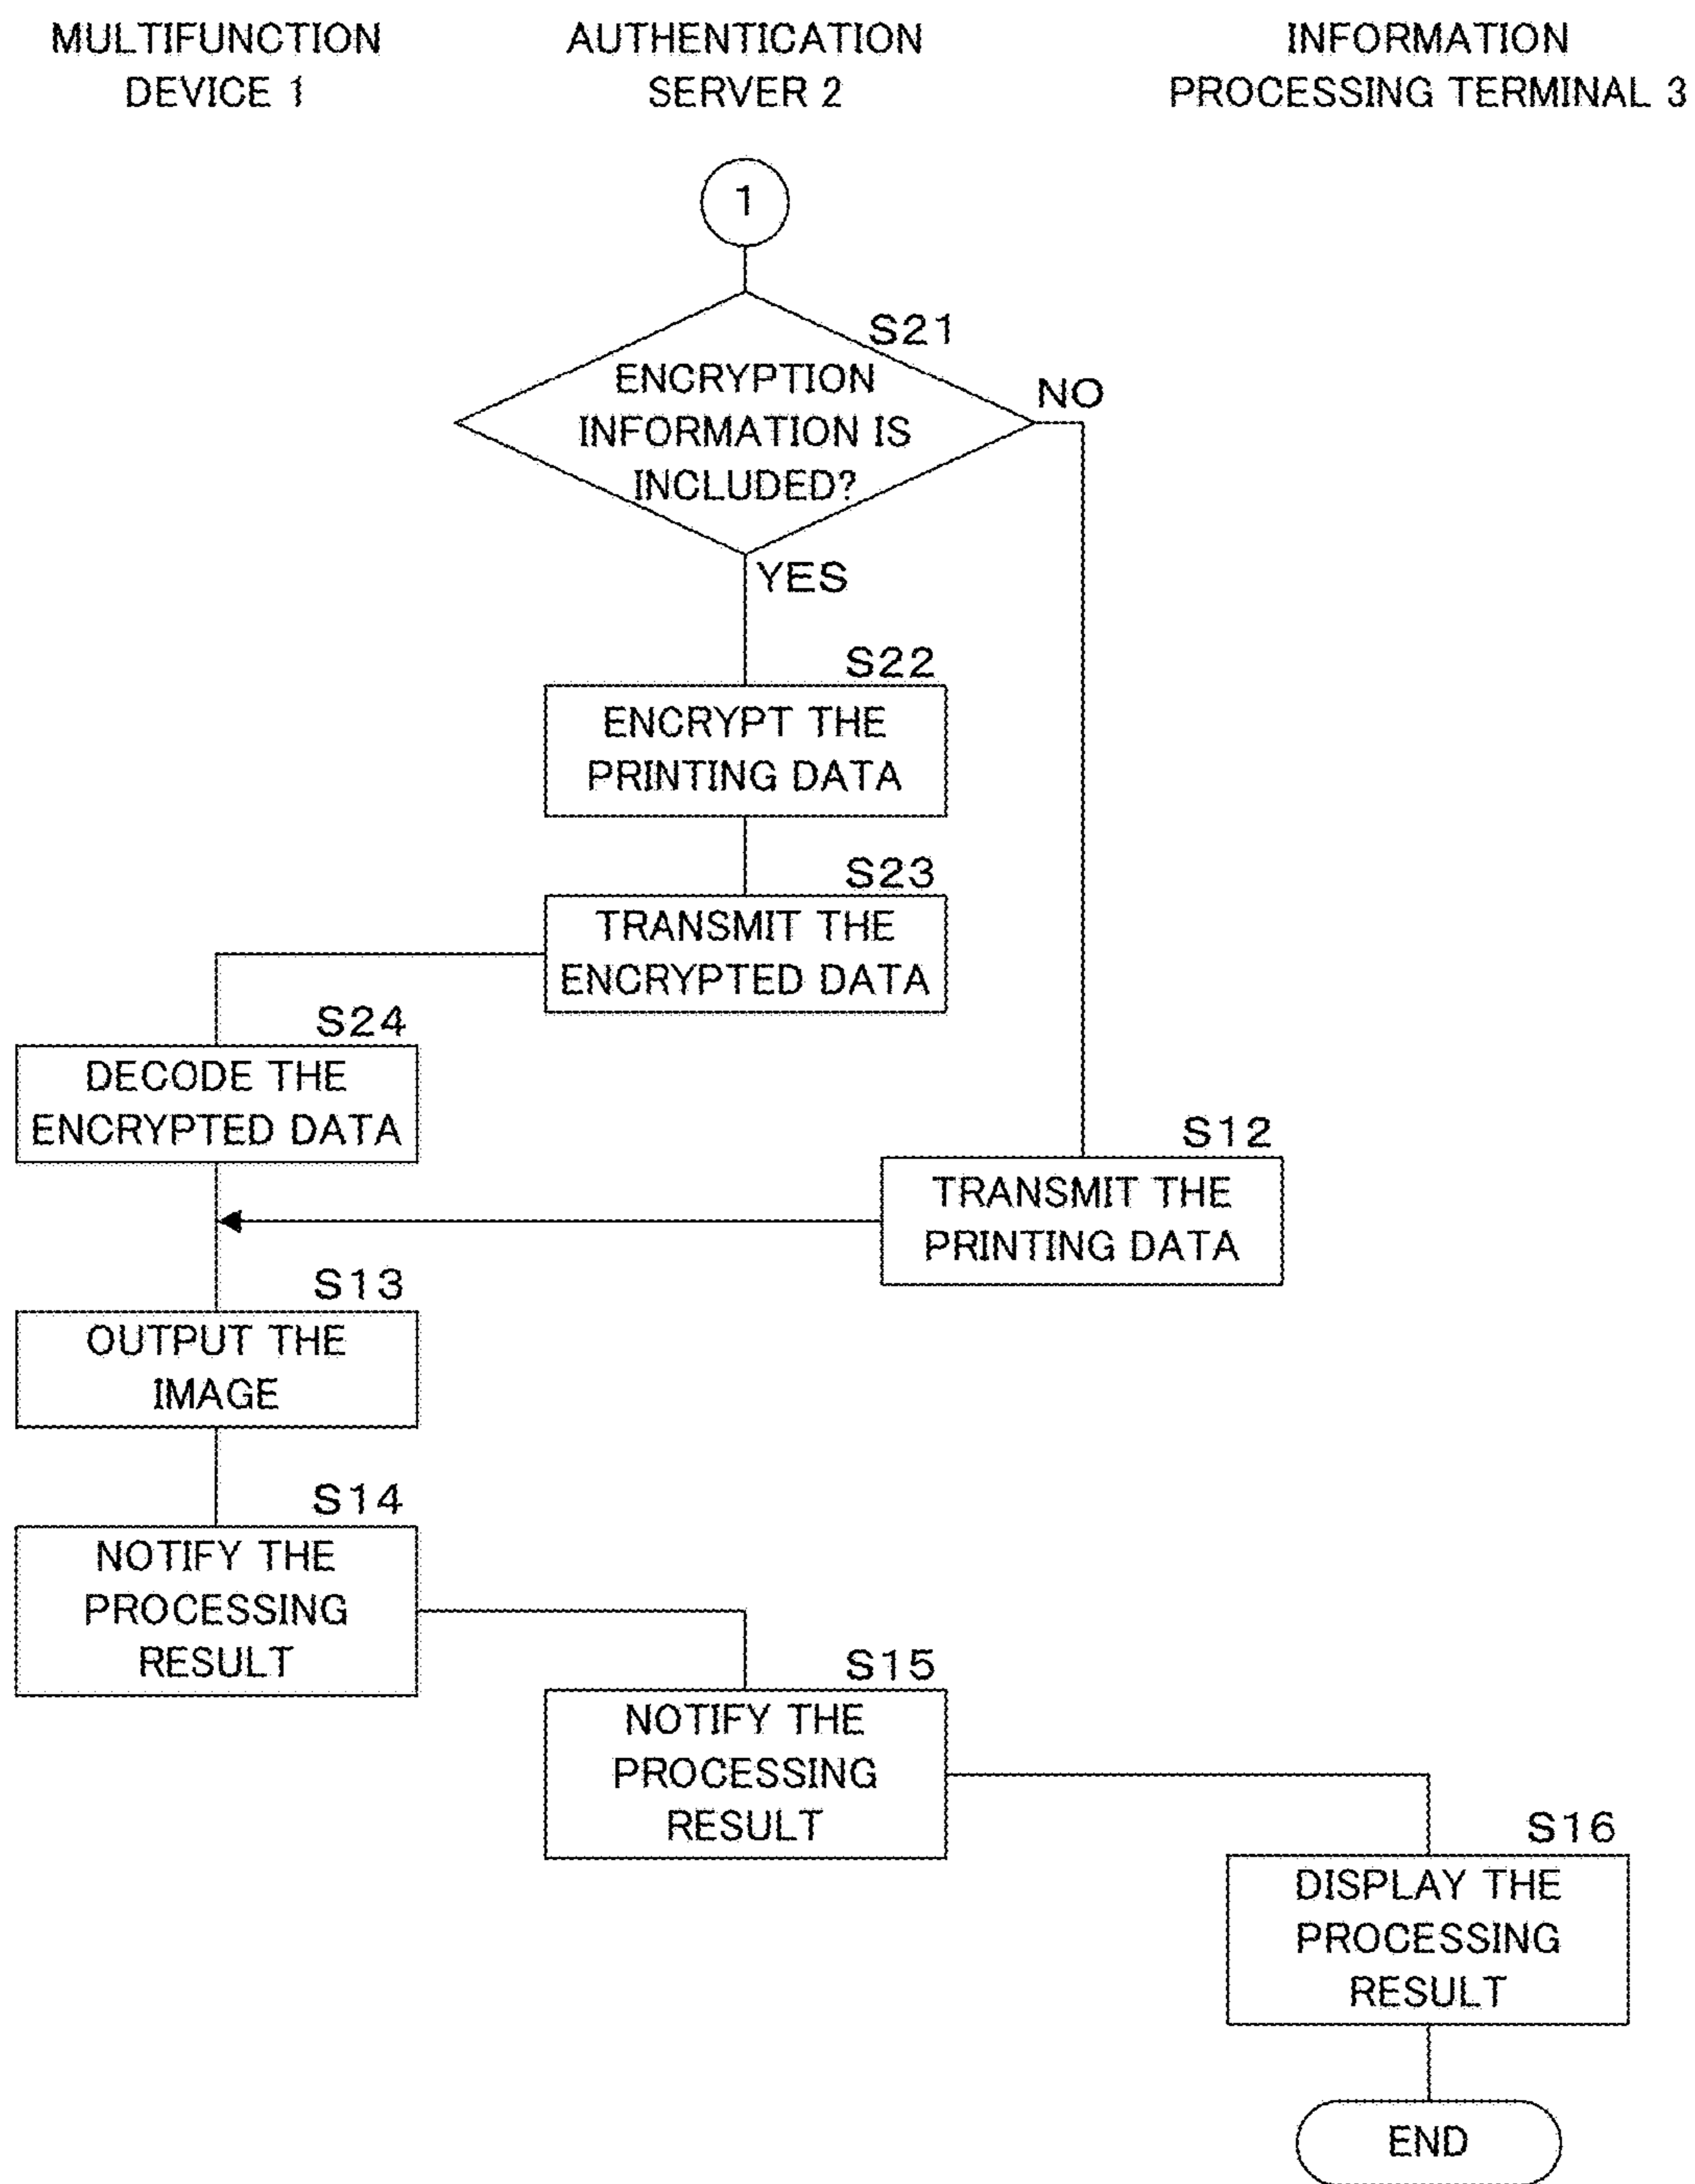 MULTIFUNCTION
DEVICE 1
AUTHENTICATION
SERVER 2
INFORMATION
PROCESSING TERMINAL 3
1
S21
ENCRYPTION
INFORMATION IS
INCLUDED?
NO
YES
S22
ENCRYPT THE
PRINTING DATA
S23
TRANSMIT THE
ENCRYPTED DATA
S24
DECODE THE
ENCRYPTED DATA
S12
TRANSMIT THE
PRINTING DATA
S13
OUTPUT THE
IMAGE
S14
NOTIFY THE
PROCESSING
RESULT
S15
NOTIFY THE
PROCESSING
RESULT
S16
DISPLAY THE
PROCESSING
RESULT
END